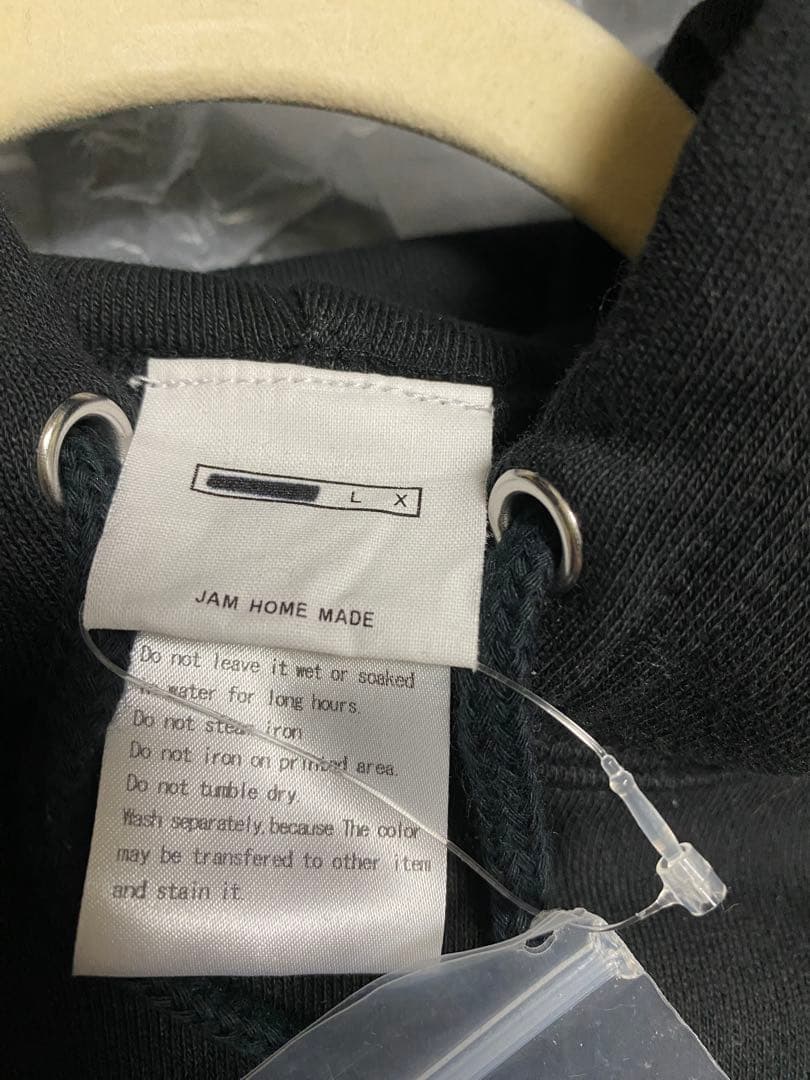 L X
JAM HOME MADE
Do not leave it wet or soaked
water for long hours.
Do not steam iron
Do not iron on printed area.
Do not tumble dry.
Wash separately, because The color
may be transfered to other item
and stain it.